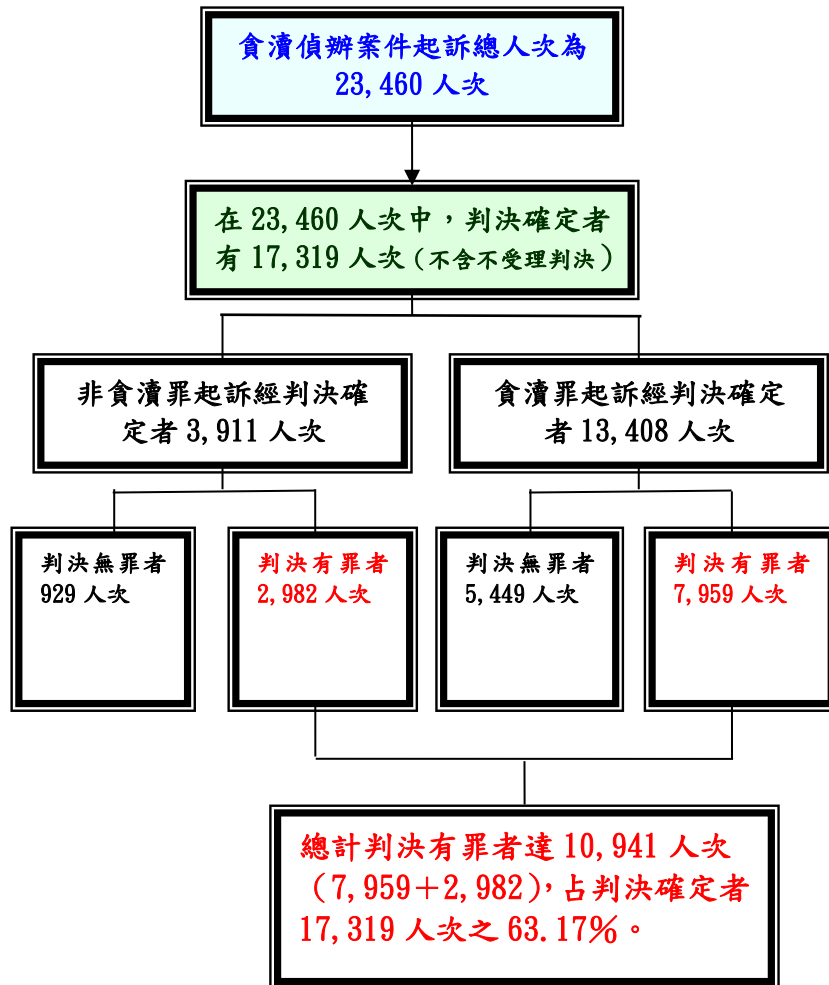 貪瀆偵辦案件起訴總人次為
23,460 人次
在 23,460 人次中，判決確定者
有 17,319 人次（不含不受理判決）
非貪瀆罪起訴經判決確
定者 3,911 人次
貪瀆罪起訴經判決確定
者 13,408 人次
判決無罪者
929 人次
判決有罪者
2,982 人次
判決無罪者
5,449 人次
判決有罪者
7,959 人次
總計判決有罪者達 10,941 人次
（7,959＋2,982），占判決確定者
17,319 人次之 63.17％。